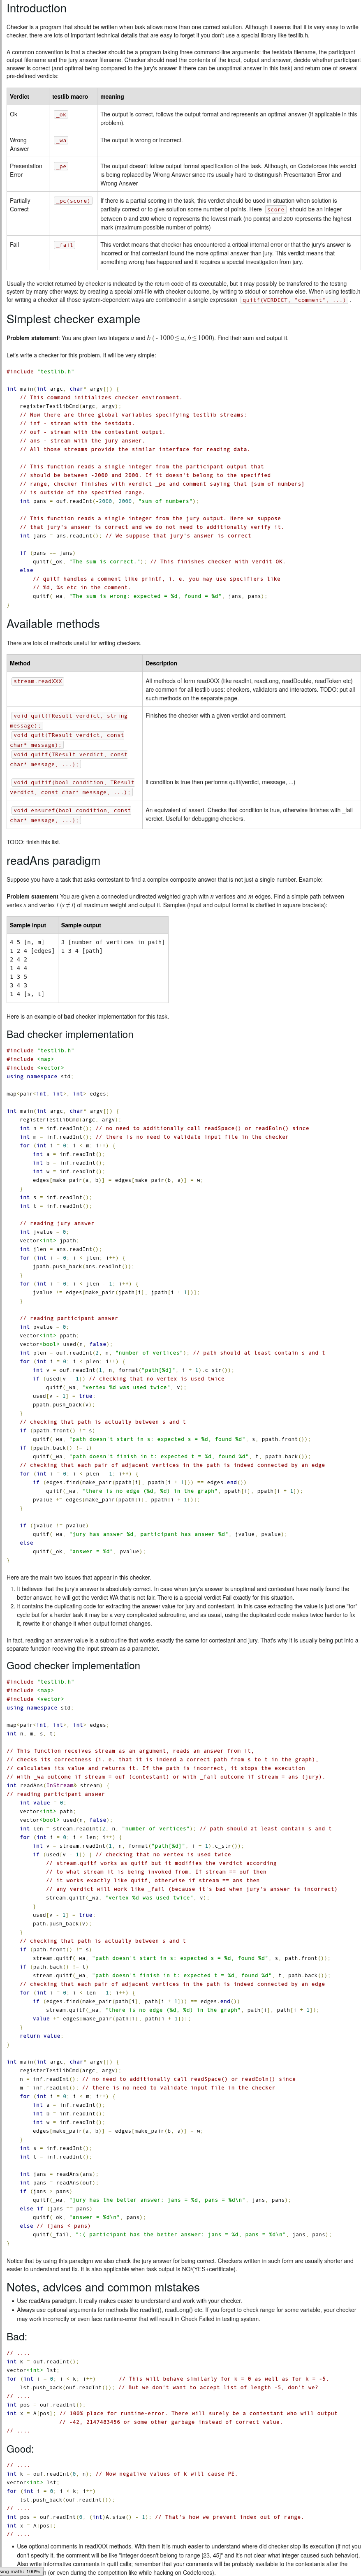 Introduction
Checker is a program that should be written when task allows more than one correct solution. Although it seems that it is very easy to write
checker, there are lots of important technical details that are easy to forget if you don't use a special library like testlib.h.
A common convention is that a checker should be a program taking three command-line arguments: the testdata filename, the participant
output filename and the jury answer filename. Checker should read the contents of the input, output and answer, decide whether participant
answer is correct (and optimal being compared to the jury's answer if there can be unoptimal answer in this task) and return of several
pre-defined verdicts:
Verdict testlib macro meaning
Ok _ok The output is correct, follows the output format and represents an optimal answer (if applicable in this
problem).
Wrong
Answer _wa The output is wrong or incorrect.
Presentation
Error _pe The output doesn't follow output format specification of the task. Although, on Codeforces this verdict
is being replaced by Wrong Answer since it's usually hard to distinguish Presentation Error and
Wrong Answer
Partially
Correct _pc(score) If there is a partial scoring in the task, this verdict should be used in situation when solution is
partially correct or to give solution some number of points. Here score should be an integer
between 0 and 200 where 0 represents the lowest mark (no points) and 200 represents the highest
mark (maximum possible number of points)
Fail _fail This verdict means that checker has encountered a critical internal error or that the jury's answer is
incorrect or that constestant found the more optimal answer than jury. This verdict means that
something wrong has happened and it requires a special investigation from jury.
Usually the verdict returned by checker is indicated by the return code of its executable, but it may possibly be transferred to the testing
system by many other way: by creating a special xml-file with checker outcome, by writing to stdout or somehow else. When using testlib.h
for writing a checker all those system-dependent ways are combined in a single expression quitf(VERDICT, "comment", ...) .
Simplest checker example
Problem statement: You are given two integers a and b ( - 1000 ≤ a, b ≤ 1000). Find their sum and output it.
Let's write a checker for this problem. It will be very simple:
#include "testlib.h"
int main(int argc, char* argv[]) {
// This command initializes checker environment.
registerTestlibCmd(argc, argv);
// Now there are three global variables specifying testlib streams:
// inf - stream with the testdata.
// ouf - stream with the contestant output.
// ans - stream with the jury answer.
// All those streams provide the similar interface for reading data.
// This function reads a single integer from the participant output that
// should be between -2000 and 2000. If it doesn't belong to the specified
// range, checker finishes with verdict _pe and comment saying that [sum of numbers]
// is outside of the specified range.
int pans = ouf.readInt(-2000, 2000, "sum of numbers");
// This function reads a single integer from the jury output. Here we suppose
// that jury's answer is correct and we do not need to additionally verify it.
int jans = ans.readInt(); // We suppose that jury's answer is correct
if (pans == jans)
quitf(_ok, "The sum is correct."); // This finishes checker with verdit OK.
else
// quitf handles a comment like printf, i. e. you may use specifiers like
// %d, %s etc in the comment.
quitf(_wa, "The sum is wrong: expected = %d, found = %d", jans, pans);
}
Available methods
There are lots of methods useful for writing checkers.
Method Description
stream.readXXX All methods of form readXXX (like readInt, readLong, readDouble, readToken etc)
are common for all testlib uses: checkers, validators and interactors. TODO: put all
such methods on the separate page.
void quit(TResult verdict, string
message);
void quit(TResult verdict, const
char* message);
void quitf(TResult verdict, const
char* message, ...); Finishes the checker with a given verdict and comment.
void quitif(bool condition, TResult
verdict, const char* message, ...); if condition is true then performs quitf(verdict, message, ...)
void ensuref(bool condition, const
char* message, ...); An equivalent of assert. Checks that condition is true, otherwise finishes with _fail
verdict. Useful for debugging checkers.
TODO: finish this list.
readAns paradigm
Suppose you have a task that asks contestant to find a complex composite answer that is not just a single number. Example:
Problem statement You are given a connected undirected weighted graph witn n vertices and m edges. Find a simple path between
vertex s and vertex t (s ≠ t) of maximum weight and output it. Samples (input and output format is clarified in square brackets):
Sample input Sample output
4 5 [n, m] 3 [number of vertices in path]
1 2 4 [edges] 1 3 4 [path]
2 4 2
1 4 4
1 3 5
3 4 3
1 4 [s, t]
Here is an example of bad checker implementation for this task.
Bad checker implementation
#include "testlib.h"
#include <map>
#include <vector>
using namespace std;
map<pair<int, int>, int> edges;
int main(int argc, char* argv[]) {
registerTestlibCmd(argc, argv);
int n = inf.readInt(); // no need to additionally call readSpace() or readEoln() since
int m = inf.readInt(); // there is no need to validate input file in the checker
for (int i = 0; i < m; i++) {
int a = inf.readInt();
int b = inf.readInt();
int w = inf.readInt();
edges[make_pair(a, b)] = edges[make_pair(b, a)] = w;
}
int s = inf.readInt();
int t = inf.readInt();
// reading jury answer
int jvalue = 0;
vector<int> jpath;
int jlen = ans.readInt();
for (int i = 0; i < jlen; i++) {
jpath.push_back(ans.readInt());
}
for (int i = 0; i < jlen - 1; i++) {
jvalue += edges[make_pair(jpath[i], jpath[i + 1])];
}
// reading participant answer
int pvalue = 0;
vector<int> ppath;
vector<bool> used(n, false);
int plen = ouf.readInt(2, n, "number of vertices"); // path should at least contain s and t
for (int i = 0; i < plen; i++) {
int v = ouf.readInt(1, n, format("path[%d]", i + 1).c_str());
if (used[v - 1]) // checking that no vertex is used twice
quitf(_wa, "vertex %d was used twice", v);
used[v - 1] = true;
ppath.push_back(v);
}
// checking that path is actually between s and t
if (ppath.front() != s)
quitf(_wa, "path doesn't start in s: expected s = %d, found %d", s, ppath.front());
if (ppath.back() != t)
quitf(_wa, "path doesn't finish in t: expected t = %d, found %d", t, ppath.back());
// checking that each pair of adjacent vertices in the path is indeed connected by an edge
for (int i = 0; i < plen - 1; i++) {
if (edges.find(make_pair(ppath[i], ppath[i + 1])) == edges.end())
quitf(_wa, "there is no edge (%d, %d) in the graph", ppath[i], ppath[i + 1]);
pvalue += edges[make_pair(ppath[i], ppath[i + 1])];
}
if (jvalue != pvalue)
quitf(_wa, "jury has answer %d, participant has answer %d", jvalue, pvalue);
else
quitf(_ok, "answer = %d", pvalue);
}
Here are the main two issues that appear in this checker.
1. It believes that the jury's answer is absolutely correct. In case when jury's answer is unoptimal and contestant have really found the
better answer, he will get the verdict WA that is not fair. There is a special verdict Fail exactly for this situation.
2. It contains the duplicating code for extracting the answer value for jury and contestant. In this case extracting the value is just one "for"
cycle but for a harder task it may be a very complicated subroutine, and as usual, using the duplicated code makes twice harder to fix
it, rewrite it or change it when output format changes.
In fact, reading an answer value is a subroutine that works exactly the same for contestant and jury. That's why it is usually being put into a
separate function receiving the input stream as a parameter.
Good checker implementation
#include "testlib.h"
#include <map>
#include <vector>
using namespace std;
map<pair<int, int>, int> edges;
int n, m, s, t;
// This function receives stream as an argument, reads an answer from it,
// checks its correctness (i. e. that it is indeed a correct path from s to t in the graph),
// calculates its value and returns it. If the path is incorrect, it stops the execution
// with _wa outcome if stream = ouf (contestant) or with _fail outcome if stream = ans (jury).
int readAns(InStream& stream) {
// reading participant answer
int value = 0;
vector<int> path;
vector<bool> used(n, false);
int len = stream.readInt(2, n, "number of vertices"); // path should at least contain s and t
for (int i = 0; i < len; i++) {
int v = stream.readInt(1, n, format("path[%d]", i + 1).c_str());
if (used[v - 1]) { // checking that no vertex is used twice
// stream.quitf works as quitf but it modifies the verdict according
// to what stream it is being invoked from. If stream == ouf then
// it works exactly like quitf, otherwise if stream == ans then
// any verdict will work like _fail (because it's bad when jury's answer is incorrect)
stream.quitf(_wa, "vertex %d was used twice", v);
}
used[v - 1] = true;
path.push_back(v);
}
// checking that path is actually between s and t
if (path.front() != s)
stream.quitf(_wa, "path doesn't start in s: expected s = %d, found %d", s, path.front());
if (path.back() != t)
stream.quitf(_wa, "path doesn't finish in t: expected t = %d, found %d", t, path.back());
// checking that each pair of adjacent vertices in the path is indeed connected by an edge
for (int i = 0; i < len - 1; i++) {
if (edges.find(make_pair(path[i], path[i + 1])) == edges.end())
stream.quitf(_wa, "there is no edge (%d, %d) in the graph", path[i], path[i + 1]);
value += edges[make_pair(path[i], path[i + 1])];
}
return value;
}
int main(int argc, char* argv[]) {
registerTestlibCmd(argc, argv);
n = inf.readInt(); // no need to additionally call readSpace() or readEoln() since
m = inf.readInt(); // there is no need to validate input file in the checker
for (int i = 0; i < m; i++) {
int a = inf.readInt();
int b = inf.readInt();
int w = inf.readInt();
edges[make_pair(a, b)] = edges[make_pair(b, a)] = w;
}
int s = inf.readInt();
int t = inf.readInt();
int jans = readAns(ans);
int pans = readAns(ouf);
if (jans > pans)
quitf(_wa, "jury has the better answer: jans = %d, pans = %d\n", jans, pans);
else if (jans == pans)
quitf(_ok, "answer = %d\n", pans);
else // (jans < pans)
quitf(_fail, ":( participant has the better answer: jans = %d, pans = %d\n", jans, pans);
}
Notice that by using this paradigm we also check the jury answer for being correct. Checkers written in such form are usually shorter and
easier to understand and fix. It is also applicable when task output is NO/(YES+certificate).
Notes, advices and common mistakes
• Use readAns paradigm. It really makes easier to understand and work with your checker.
• Always use optional arguments for methods like readInt(), readLong() etc. If you forget to check range for some variable, your checker
may work incorrectly or even face runtime-error that will result in Check Failed in testing system.
Bad:
// ....
int k = ouf.readInt();
vector<int> lst;
for (int i = 0; i < k; i++) // This will behave similarly for k = 0 as well as for k = -5.
lst.push_back(ouf.readInt()); // But we don't want to accept list of length -5, don't we?
// ....
int pos = ouf.readInt();
int x = A[pos]; // 100% place for runtime-error. There will surely be a contestant who will output
// -42, 2147483456 or some other garbage instead of correct value.
// ....
Good:
// ....
int k = ouf.readInt(0, n); // Now negative values of k will cause PE.
vector<int> lst;
for (int i = 0; i < k; i++)
lst.push_back(ouf.readInt());
// ....
int pos = ouf.readInt(0, (int)A.size() - 1); // That's how we prevent index out of range.
int x = A[pos];
// ....
• Use optional comments in readXXX methods. With them it is much easier to understand where did checker stop its execution (if not you
don't specify it, the comment will be like "integer doesn't belong to range [23, 45]" and it's not clear what integer caused such behavior).
Also write informative comments in quitf calls; remember that your comments will be probably available to the contestants after the
n (or even during the competition like while hacking on Codeforces).
sing math: 100%